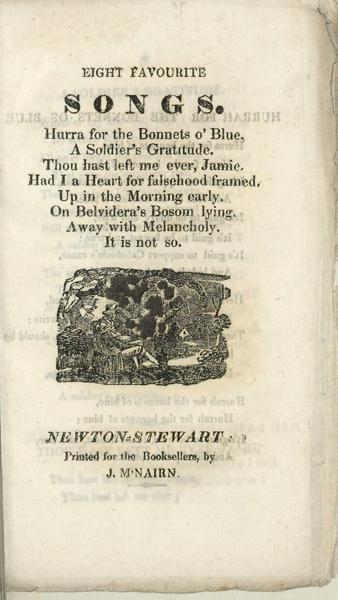 EIGHT FAVOURITE
SONGS.
Hurra for the Bonnets o' Blue.
A Soldier's Gratitude.
Thou hast left me ever, Jamie.
Had I a Heart for falsehood framed.
Up in the Morning early.
On Belvidera's Bosom lying.
Away with Melancholy.
It is not so.
NEWTON-STEWART:
Printed for the Booksellers, by
J. M'NAIRN.